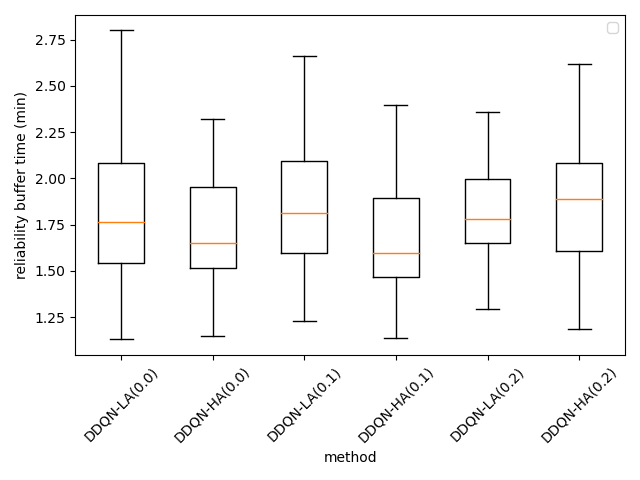 2.75
2.50
2.25
2.00
1.75
1.50
1.25
reliability buffer time (min)
DDQN-LA(0.0)
DDQN-HA(0.0)
DDQN-LA(0.1)
DDQN-HA(0.1)
DDQN-LA(0.2)
DDQN-HA(0.2)
method